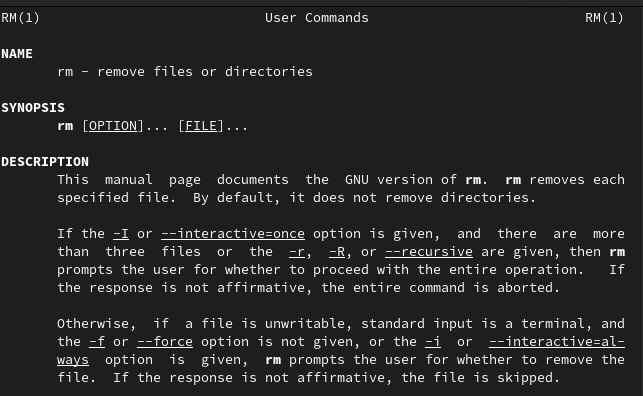 RM(1) User Commands RM(1)
NAME
rm - remove files or directories
SYNOPSIS
rm [OPTION]... [FILE]...
DESCRIPTION
This manual page documents the GNU version of rm. rm removes each
specified file. By default, it does not remove directories.
If the -I or --interactive=once option is given, and there are more
than three files or the -r, -R, or --recursive are given, then rm
prompts the user for whether to proceed with the entire operation. If
the response is not affirmative, the entire command is aborted.
Otherwise, if a file is unwritable, standard input is a terminal, and
the -f or --force option is not given, or the -i or --interactive=al-
ways option is given, rm prompts the user for whether to remove the
file. If the response is not affirmative, the file is skipped.